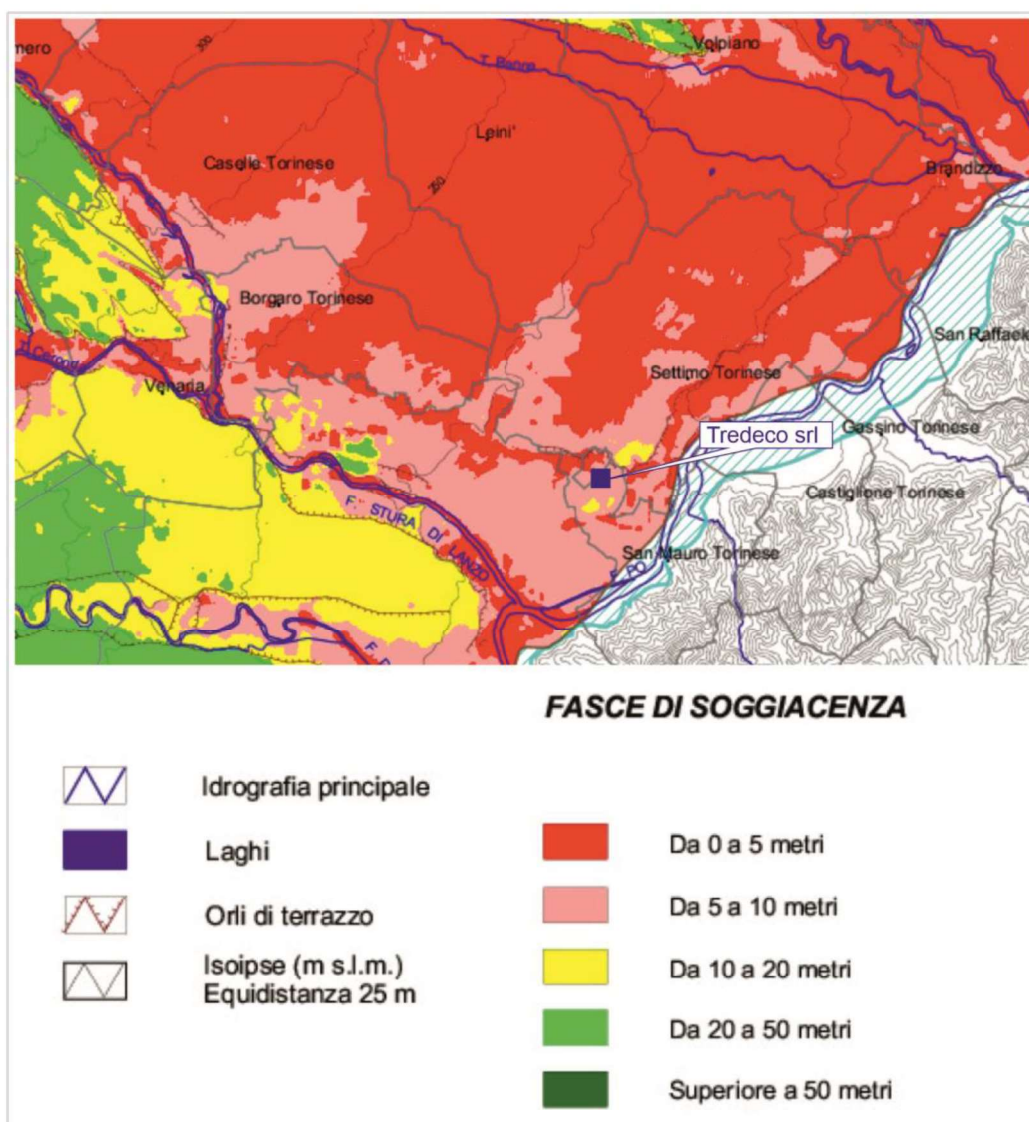 mero
300
Volpiano
T. Banna
Leini'
Caselle Torinese
250
Brandizzo
Borgaro Torinese
San Raffaele
Venaria
Settimo Torinese
Tredeco srl
Gassino Torinese
Castiglione Torinese
F. STURA DI LANZO
San Mauro Torinese
F. PO
FASCE DI SOGGIACENZA
Idrografia principale
Laghi
Orli di terrazzo
Isoipse (m s.l.m.)
Equidistanza 25 m
Da 0 a 5 metri
Da 5 a 10 metri
Da 10 a 20 metri
Da 20 a 50 metri
Superiore a 50 metri